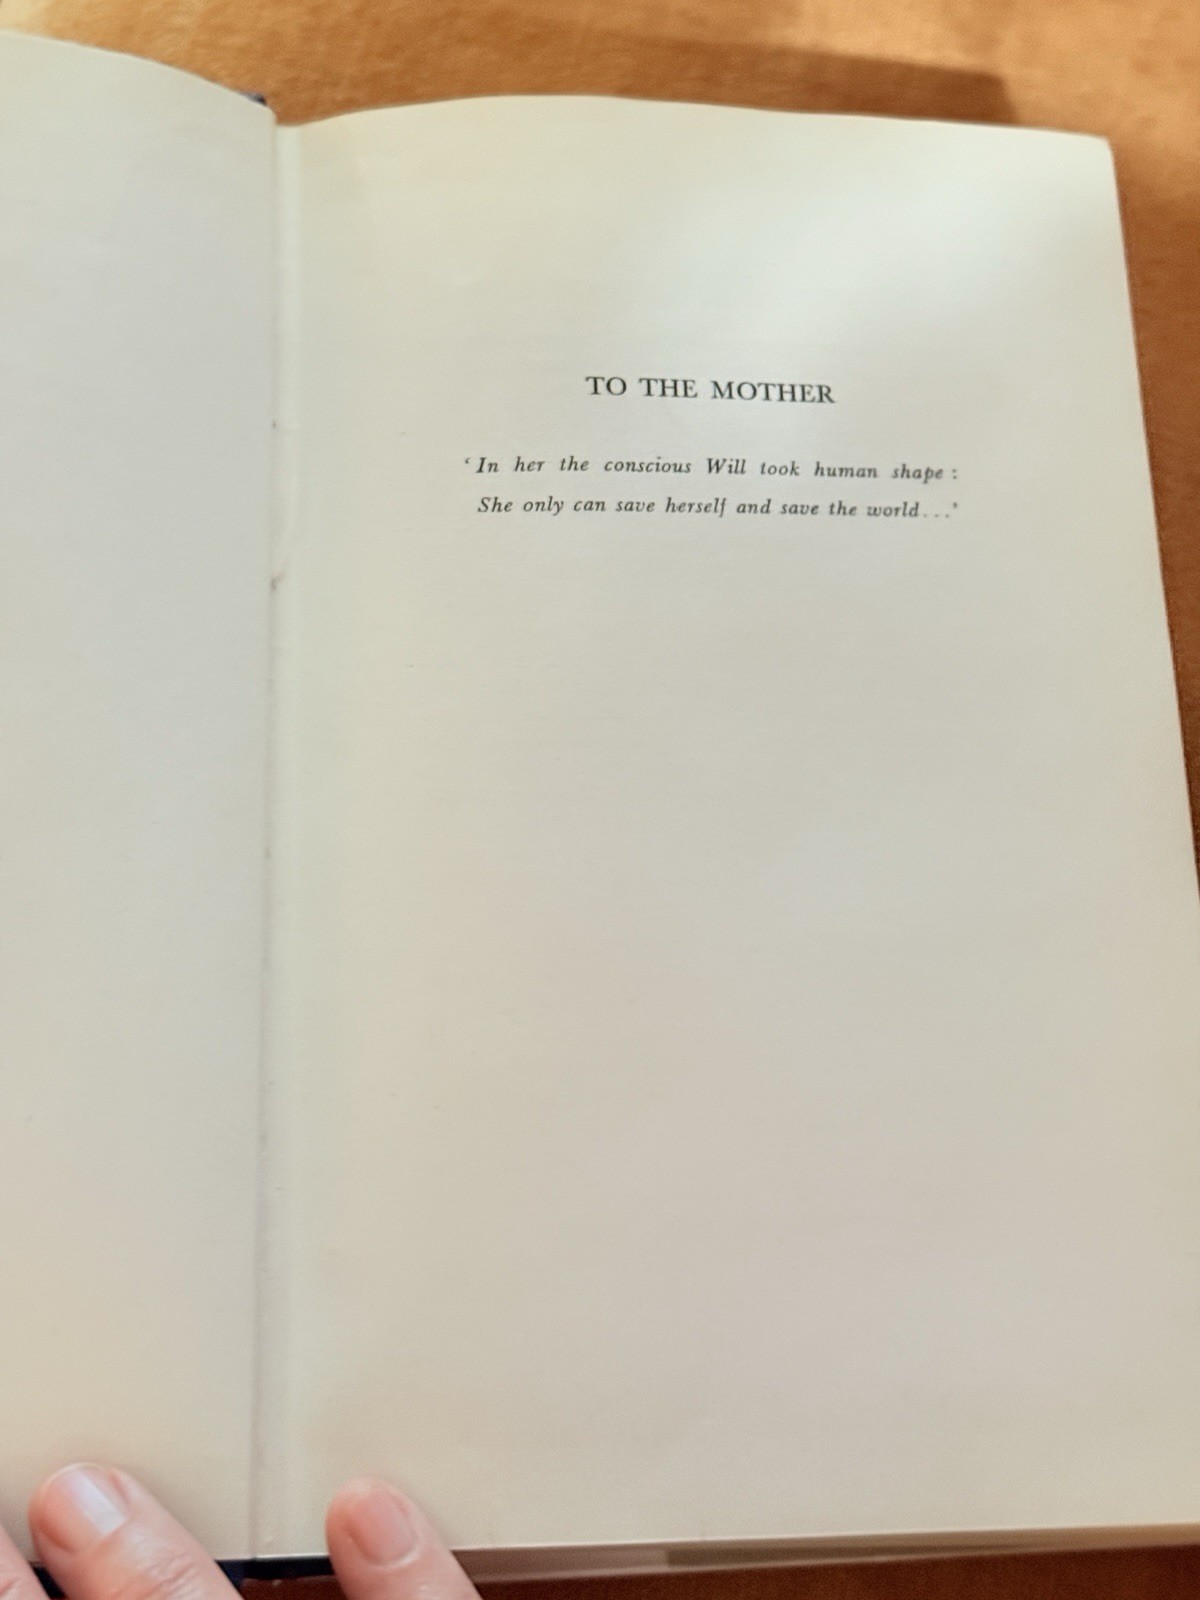 TO THE MOTHER
‘In her the conscious Will took human shape :
She only can save herself and save the world...’